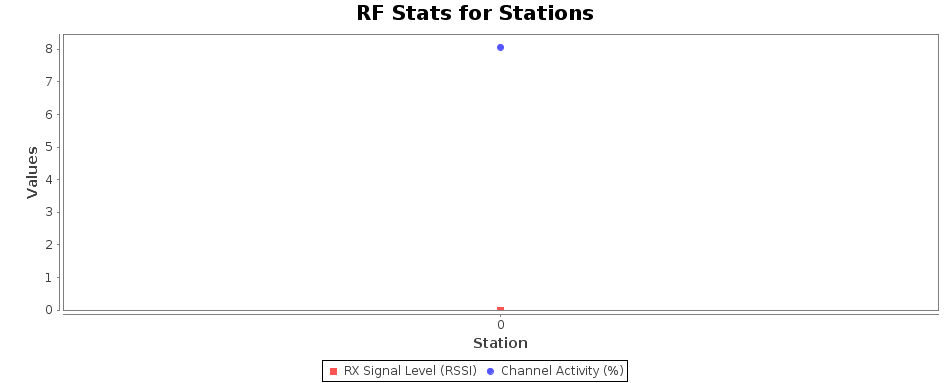 RF Stats for Stations
8
7
6
5
4
3
2
1
0
Values
0
Station
RX Signal Level (RSSI) Channel Activity (%)